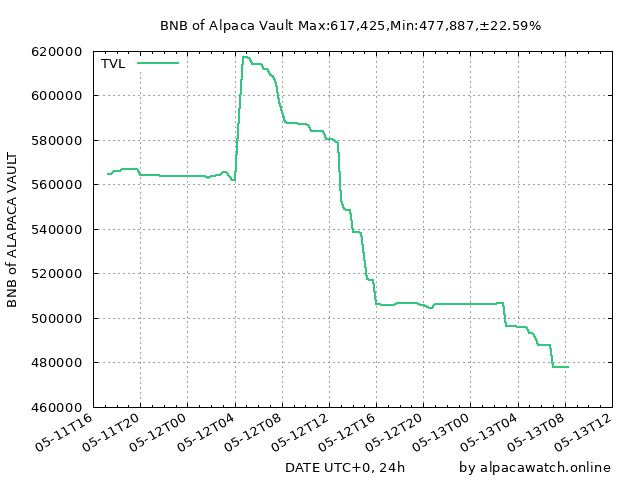 BNB of Alpaca Vault Max:617,425,Min:477,887,±22.59%
TVL
BNB of ALAPACA VAULT
620000
600000
580000
560000
540000
520000
500000
480000
460000
05-11T16
05-11T20
05-12T00
05-12T04
05-12T08
05-12T12
05-12T16
05-12T20
05-13T00
05-13T04
05-13T08
05-13T12
DATE UTC+0, 24h
by alpacawatch.online